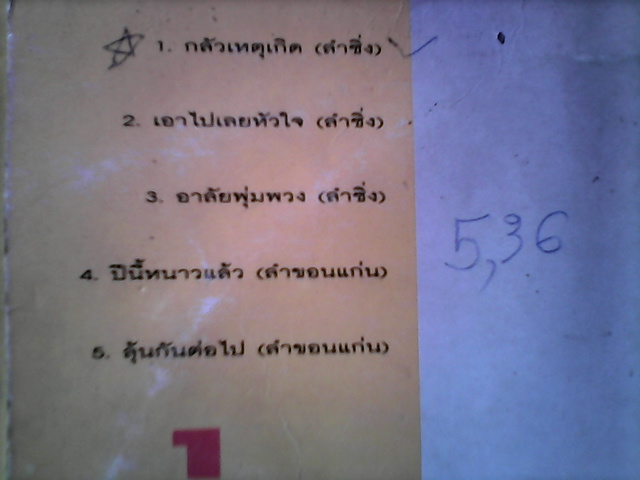 1. กลัวเหตุเกิด (ลำซิ่ง)
2. เอาไปเลยหัวใจ (ลำซิ่ง)
3. อาลัยพุ่มพวง (ลำซิ่ง)
5,36
4. ปีนี้หนาวแล้ว (ลำขอนแก่น)
5. ลุ้นกันต่อไป (ลำขอนแก่น)
1